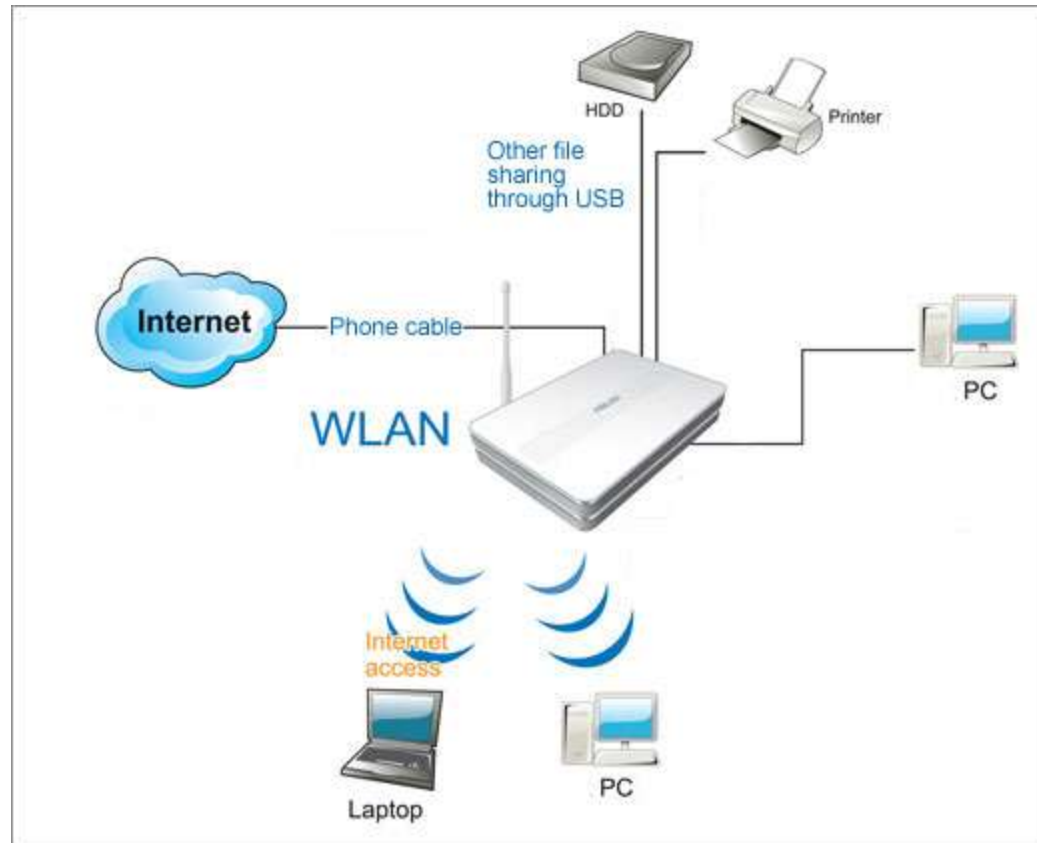 HDD
Printer
Other file
sharing
through USB
Internet
Phone cable
PC
WLAN
Internet
access
Laptop
PC